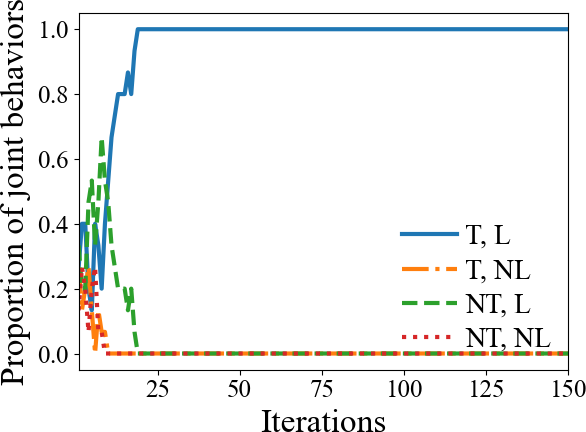 Proportion of joint behaviors
1.0
0.8
0.6
0.4
0.2
0.0
T, L
T, NL
NT, L
NT, NL
25 50 75 100 125 150
Iterations